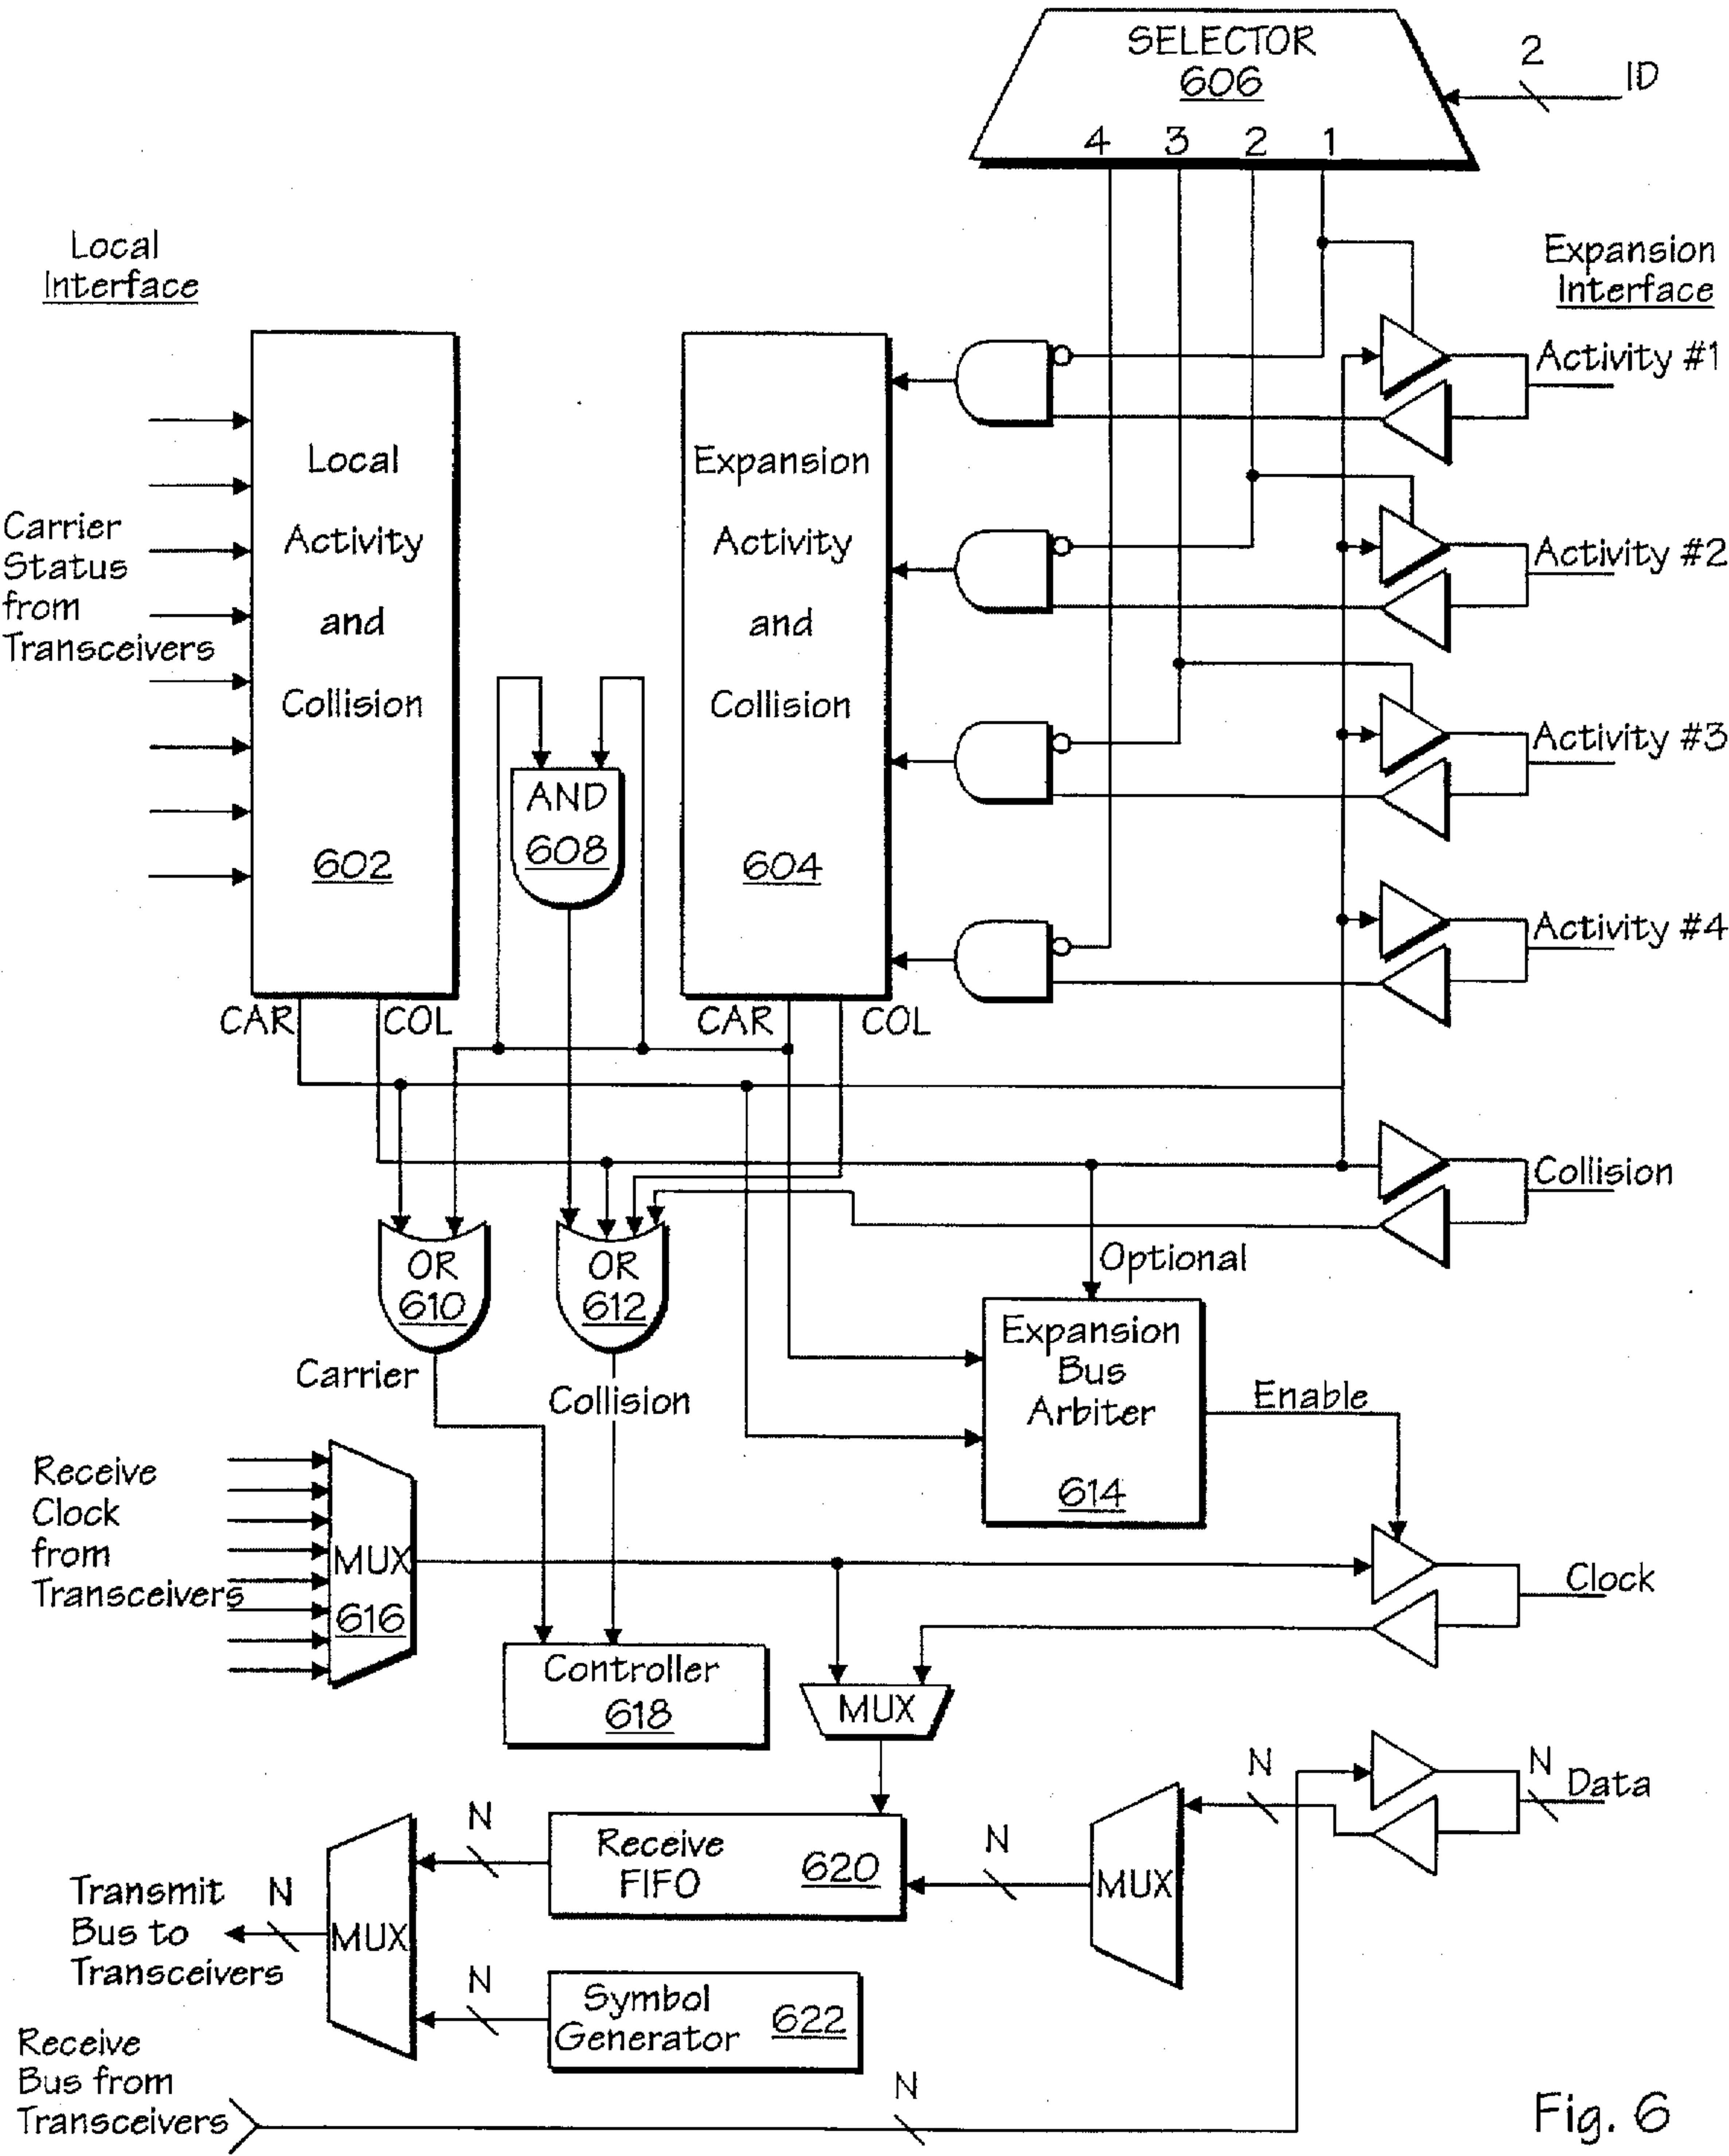 SELECTOR
606
2
ID
4 3 2 1
Local
Interface
Expansion
Interface
Activity #1
Local
Activity
and
Collision
602
Expansion
Activity
and
Collision
604
Carrier
Status
from
Transceivers
Activity #2
Activity #3
AND
608
Activity #4
CAR
COL
CAR
COL
Collision
OR
610
OR
612
Optional
Carrier
Collision
Expansion
Bus
Arbiter
614
Enable
Receive
Clock
from
Transceivers
MUX
616
Clock
Controller
618
MUX
N
N
Data
N
Receive
FIFO
620
N
MUX
Transmit
Bus to
Transceivers
N
MUX
N
Symbol
Generator
622
Receive
Bus from
Transceivers
N
Fig. 6